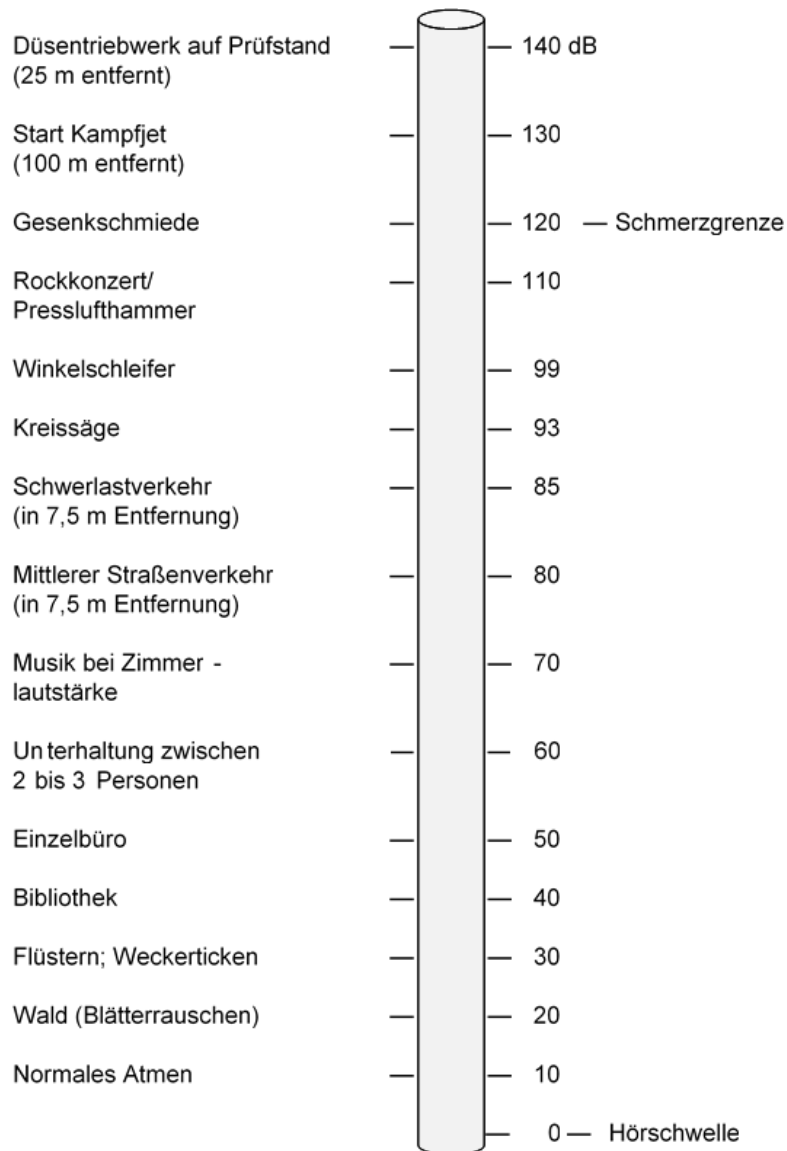 Düsentriebwerk auf Prüfstand 140 dB
(25 m entfernt)
Start Kampfjet 130
(100 m entfernt)
Gesenkschmiede 120 — Schmerzgrenze
Rockkonzert/ 110
Presslufthammer
Winkelschleifer 99
Kreissäge 93
Schwerlastverkehr 85
(in 7,5 m Entfernung)
Mittlerer Straßenverkehr 80
(in 7,5 m Entfernung)
Musik bei Zimmer - 70
lautstärke
Unterhaltung zwischen 60
2 bis 3 Personen
Einzelbüro 50
Bibliothek 40
Flüstern; Weckerticken 30
Wald (Blätterrauschen) 20
Normales Atmen 10
0 — Hörschwelle